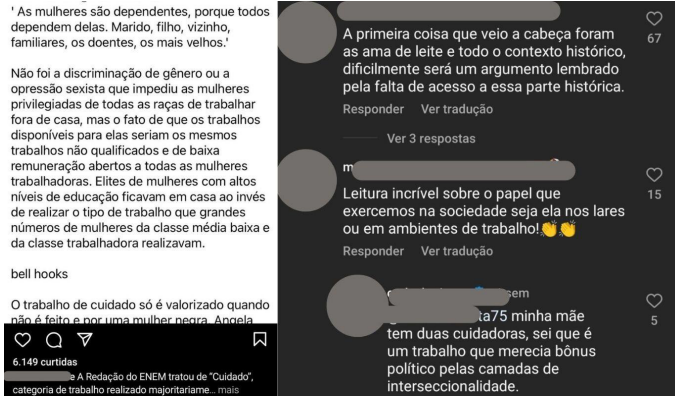 ' As mulheres são dependentes, porque todos
dependem delas. Marido, filho, vizinho,
familiares, os doentes, os mais velhos.'
Não foi a discriminação de gênero ou a
opressão sexista que impediu as mulheres
privilegiadas de todas as raças de trabalhar
fora de casa, mas o fato de que os trabalhos
disponíveis para elas seriam os mesmos
trabalhos não qualificados e de baixa
remuneração abertos a todas as mulheres
trabalhadoras. Elites de mulheres com altos
níveis de educação ficavam em casa ao invés
de realizar o tipo de trabalho que grandes
números de mulheres da classe média baixa e
da classe trabalhadora realizavam.
bell hooks
O trabalho de cuidado só é valorizado quando
não é feito e por uma mulher negra. Angela
6.149 curtidas
e A Redação do ENEM tratou de “Cuidado”,
categoria de trabalho realizado majoritariame... mais
A primeira coisa que veio a cabeça foram
as ama de leite e todo o contexto histórico,
dificilmente será um argumento lembrado
pela falta de acesso a essa parte histórica.
67
Responder Ver tradução
Ver 3 respostas
m
Leitura incrível sobre o papel que
exercemos na sociedade seja ela nos lares
ou em ambientes de trabalho!👏👏
15
Responder Ver tradução
sem
ta75 minha mãe
tem duas cuidadoras, sei que é
um trabalho que merecia bônus
político pelas camadas de
interseccionalidade.
5